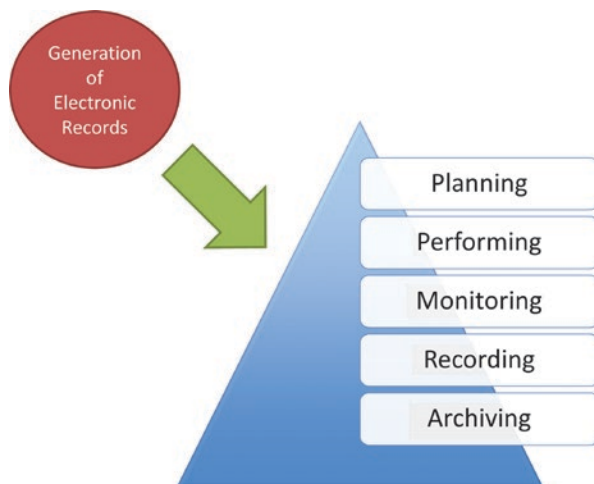 Generation
of
Electronic
Records
Planning
Performing
Monitoring
Recording
Archiving